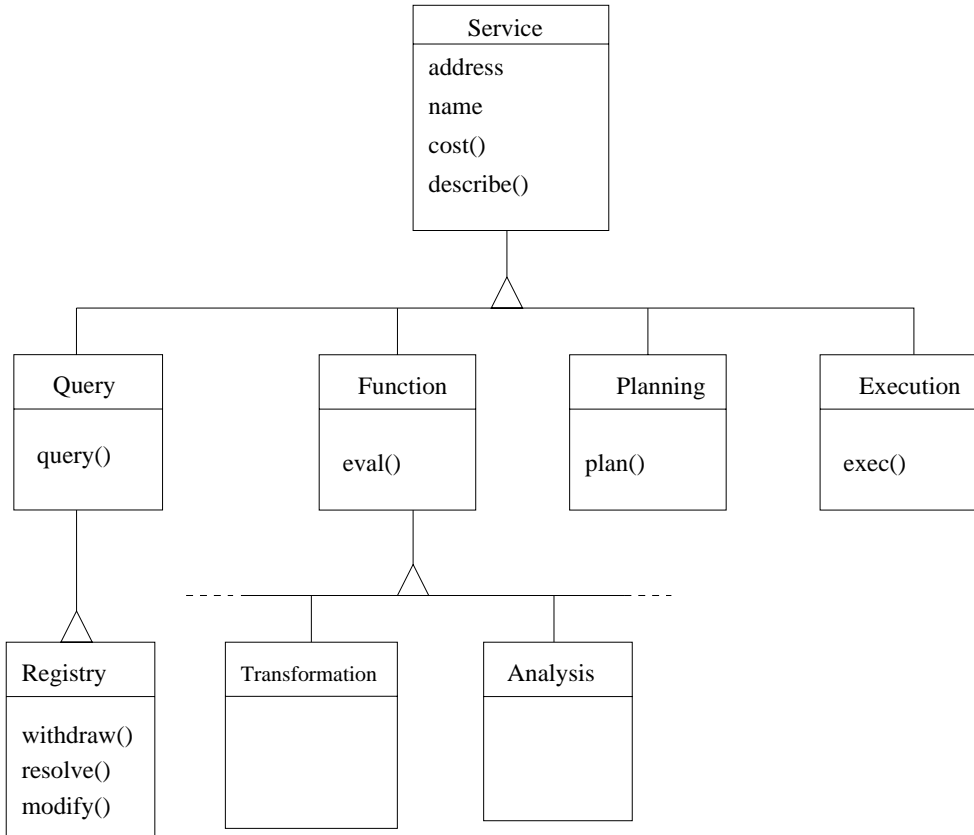 Service
address
name
cost()
describe()
Query
query()
Function
eval()
Planning
plan()
Execution
exec()
Registry
withdraw()
resolve()
modify()
Transformation
Analysis